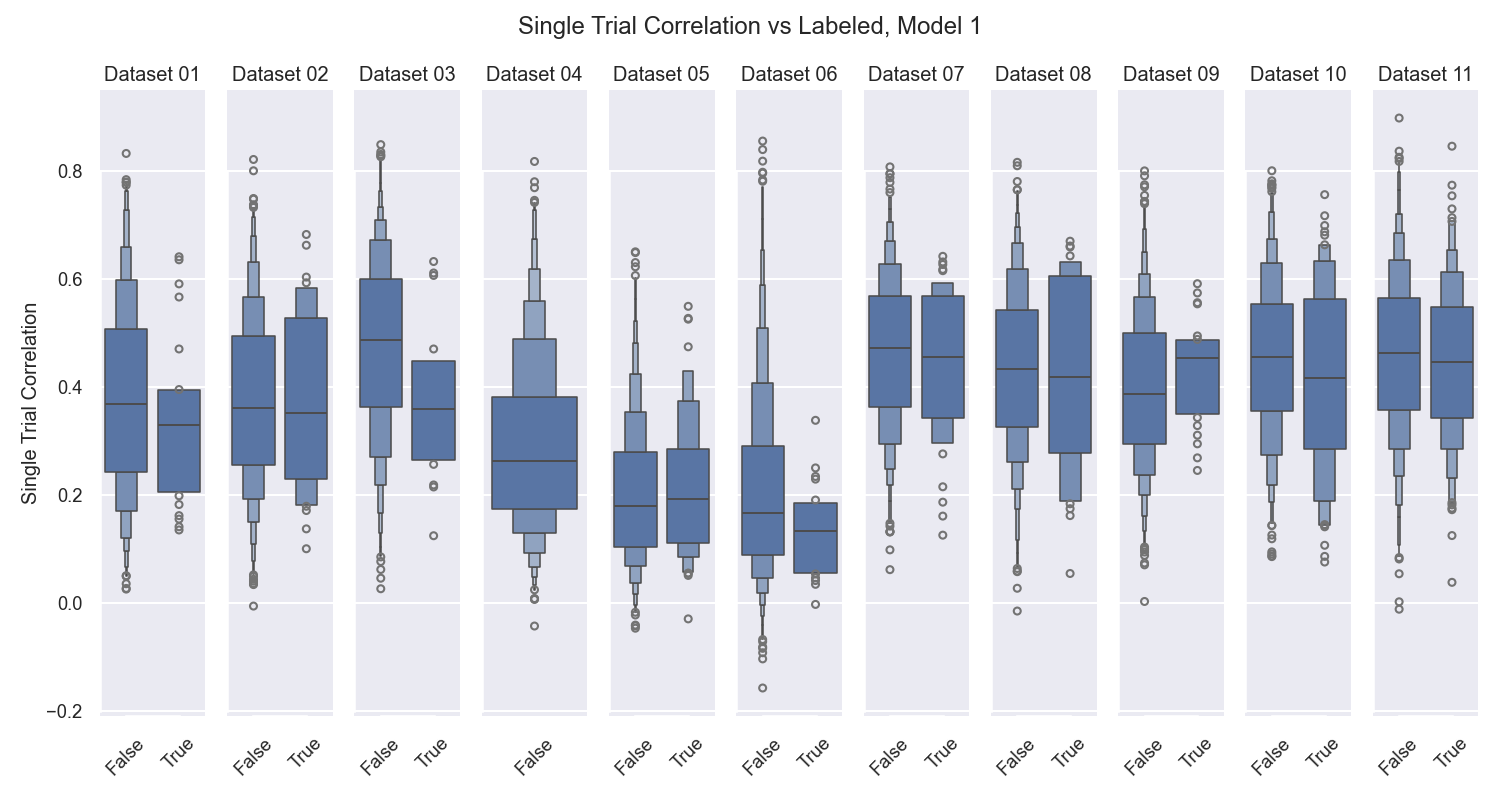 Single Trial Correlation vs Labeled, Model 1
Dataset 01 Dataset 02 Dataset 03 Dataset 04 Dataset 05 Dataset 06 Dataset 07 Dataset 08 Dataset 09 Dataset 10 Dataset 11
Single Trial Correlation
0.8
0.6
0.4
0.2
0.0
−0.2
False True False True False True False False True False True False True False True False True False True False True